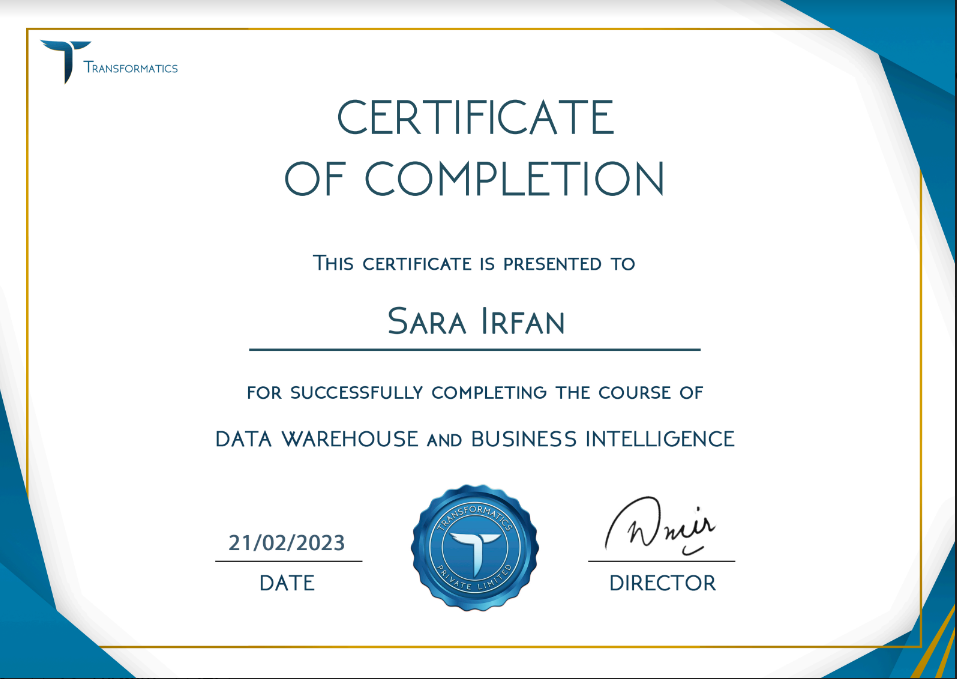 TRANSFORMATICS
CERTIFICATE
OF COMPLETION
THIS CERTIFICATE IS PRESENTED TO
SARA IRFAN
FOR SUCCESSFULLY COMPLETING THE COURSE OF
DATA WAREHOUSE AND BUSINESS INTELLIGENCE
TRANSFORMATICS
PRIVATE LIMITED
21/02/2023
DATE
DIRECTOR